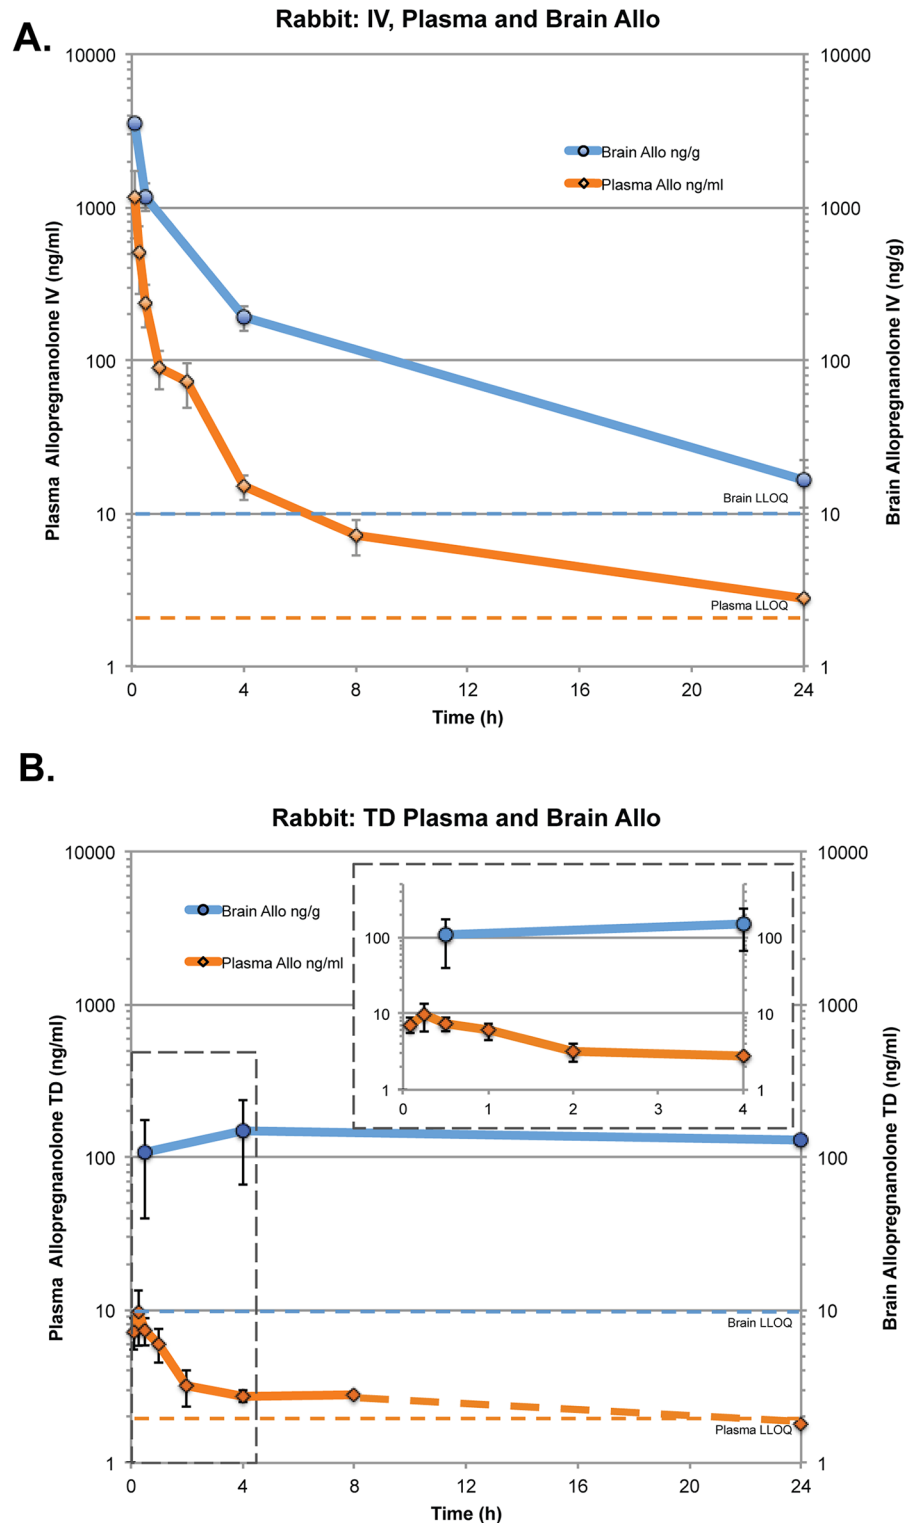 A.
Rabbit: IV, Plasma and Brain Allo
10000
10000
Brain Allo ng/g
Plasma Allo ng/ml
1000
1000
Plasma Allopregnanolone IV (ng/ml)
Brain Allopregnanolone IV (ng/g)
100
100
Brain LLOQ
10
10
Plasma LLOQ
1
1
0 4 8 12 16 20 24
Time (h)
B.
Rabbit: TD Plasma and Brain Allo
10000
10000
Brain Allo ng/g
Plasma Allo ng/ml
100
100
10
10
1
1
0 1 2 3 4
1000
1000
Plasma Allopregnanolone TD (ng/ml)
Brain Allopregnanolone TD (ng/ml)
100
100
10
10
Brain LLOQ
Plasma LLOQ
1
1
0 4 8 12 16 20 24
Time (h)